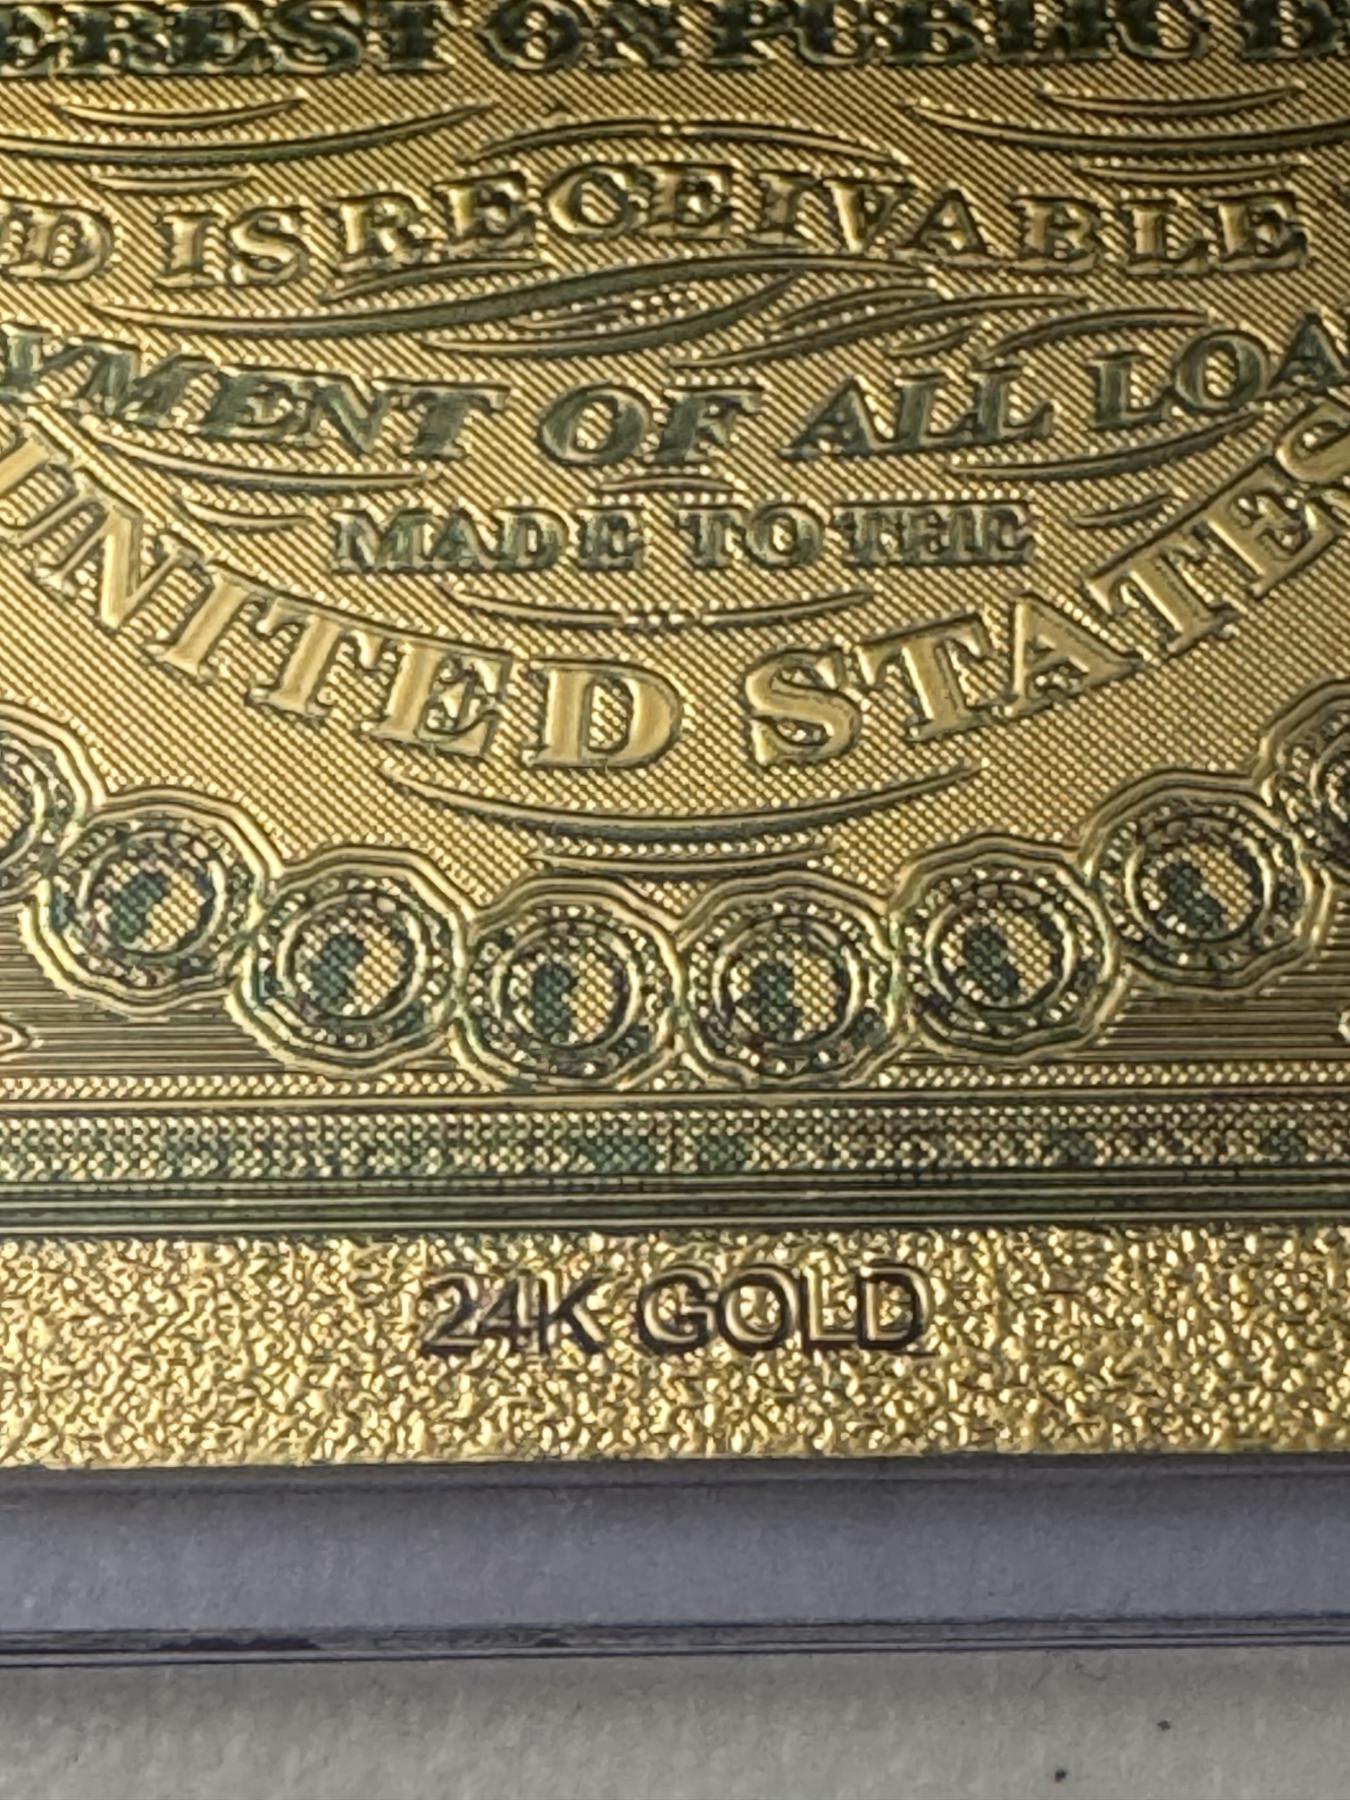 EREST ON PUBLIC D
D IS RECEIVABLE
YMENT OF ALL LOA
MADE TO THE
UNITED STATES
24K GOLD